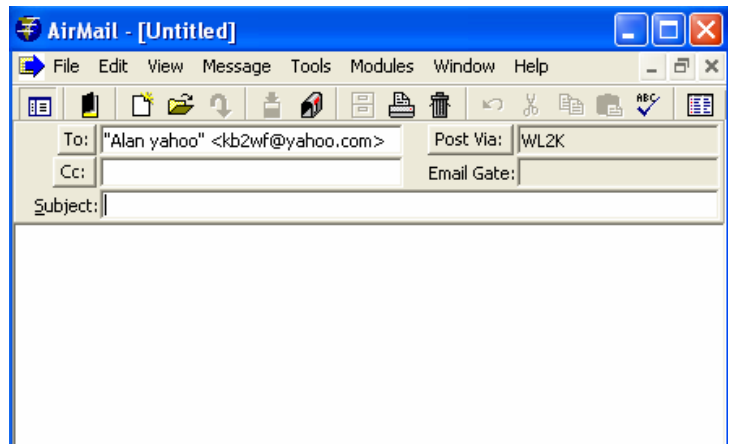 AirMail - [Untitled]
File Edit View Message Tools Modules Window Help
ABC
To: "Alan yahoo" <kb2wf@yahoo.com> Post Via: WL2K
Cc: Email Gate:
Subject: